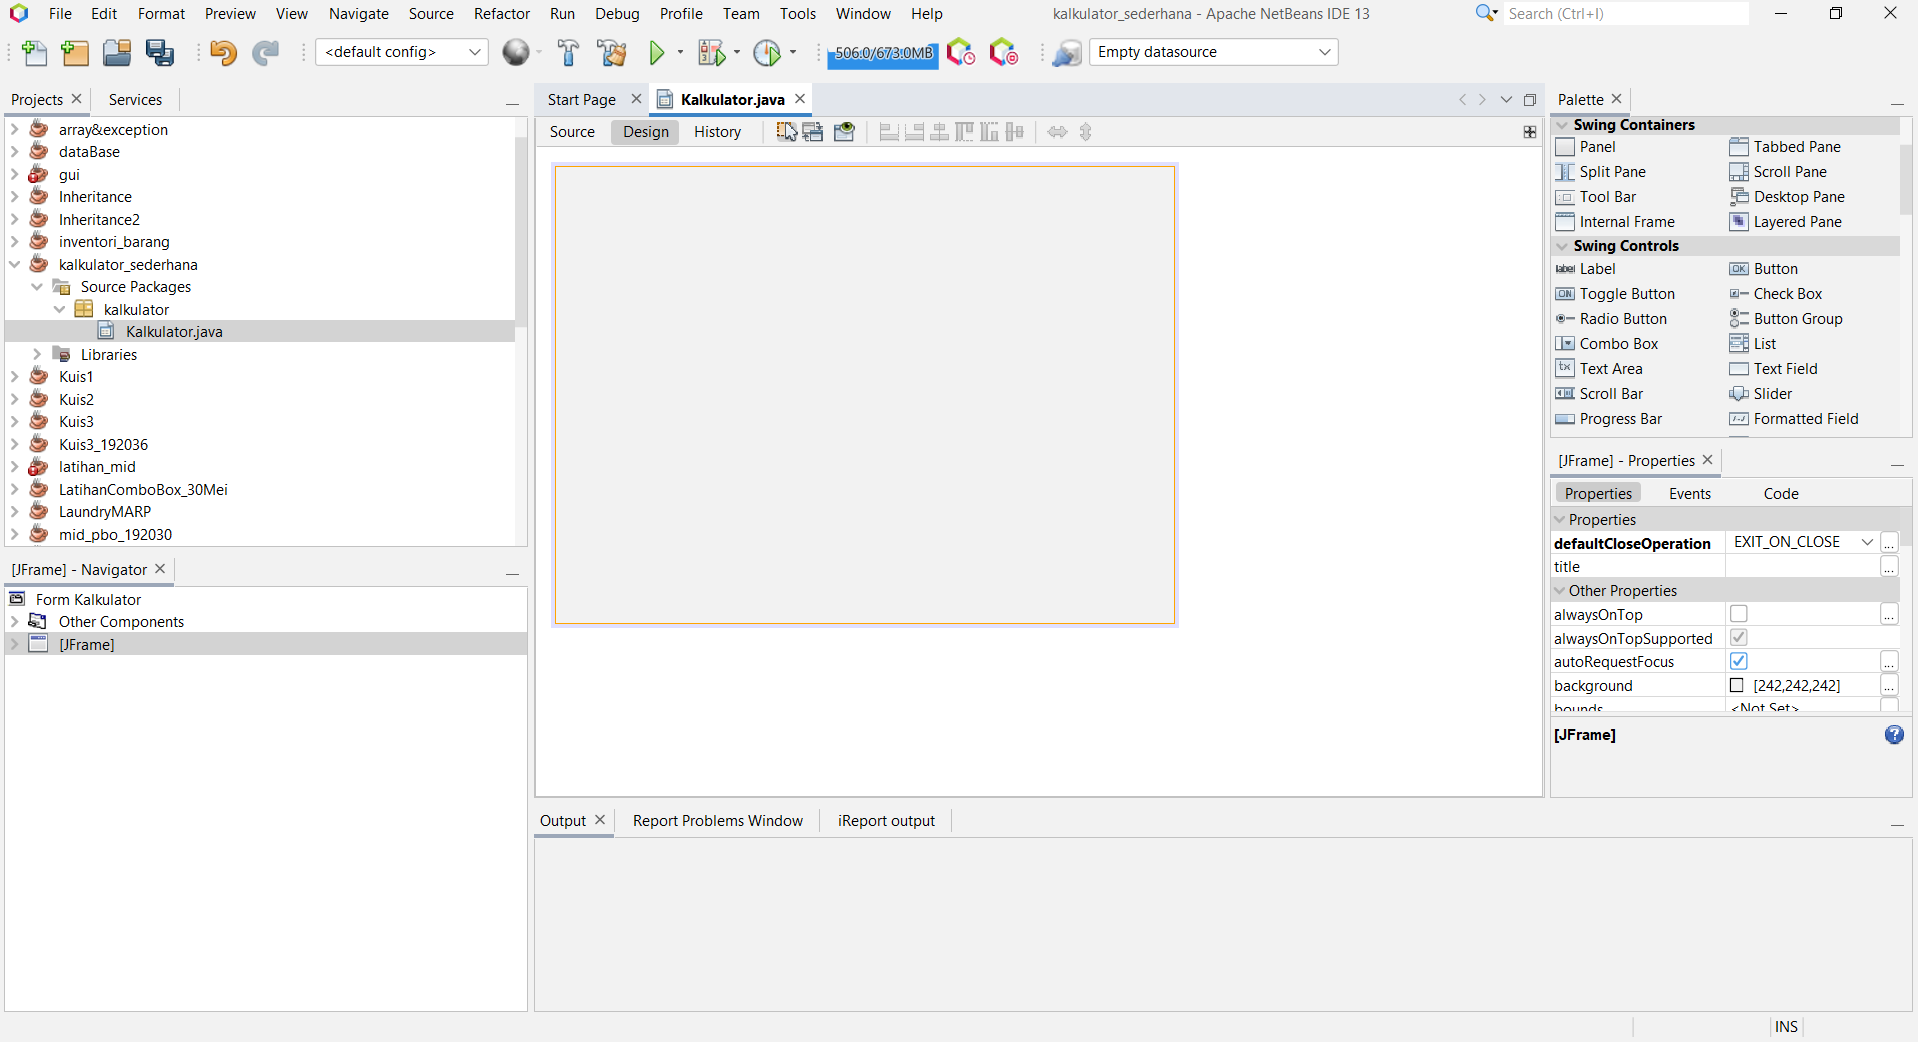 File Edit Format Preview View Navigate Source Refactor Run Debug Profile Team Tools Window Help kalkulator_sederhana - Apache NetBeans IDE 13 Search (Ctrl+I)
<default config> 506.0/673.0MB Empty datasource
Projects Services
array&exception
dataBase
gui
Inheritance
Inheritance2
inventori_barang
kalkulator_sederhana
Source Packages
kalkulator
Kalkulator.java
Libraries
Kuis1
Kuis2
Kuis3
Kuis3_192036
latihan_mid
LatihanComboBox_30Mei
LaundryMARP
mid_pbo_192030
[JFrame] - Navigator
Form Kalkulator
Other Components
[JFrame]
Start Page Kalkulator.java
Source Design History
Output Report Problems Window iReport output
Palette
Swing Containers
Panel Tabbed Pane
Split Pane Scroll Pane
Tool Bar Desktop Pane
Internal Frame Layered Pane
Swing Controls
label Label OK Button
ON Toggle Button Check Box
Radio Button Button Group
Combo Box List
tx Text Area Text Field
Scroll Bar Slider
Progress Bar Formatted Field
[JFrame] - Properties
Properties Events Code
Properties
defaultCloseOperation EXIT_ON_CLOSE ...
title ...
Other Properties
alwaysOnTop ...
alwaysOnTopSupported
autoRequestFocus ...
background [242,242,242] ...
bounds <Not Set>
[JFrame]
INS